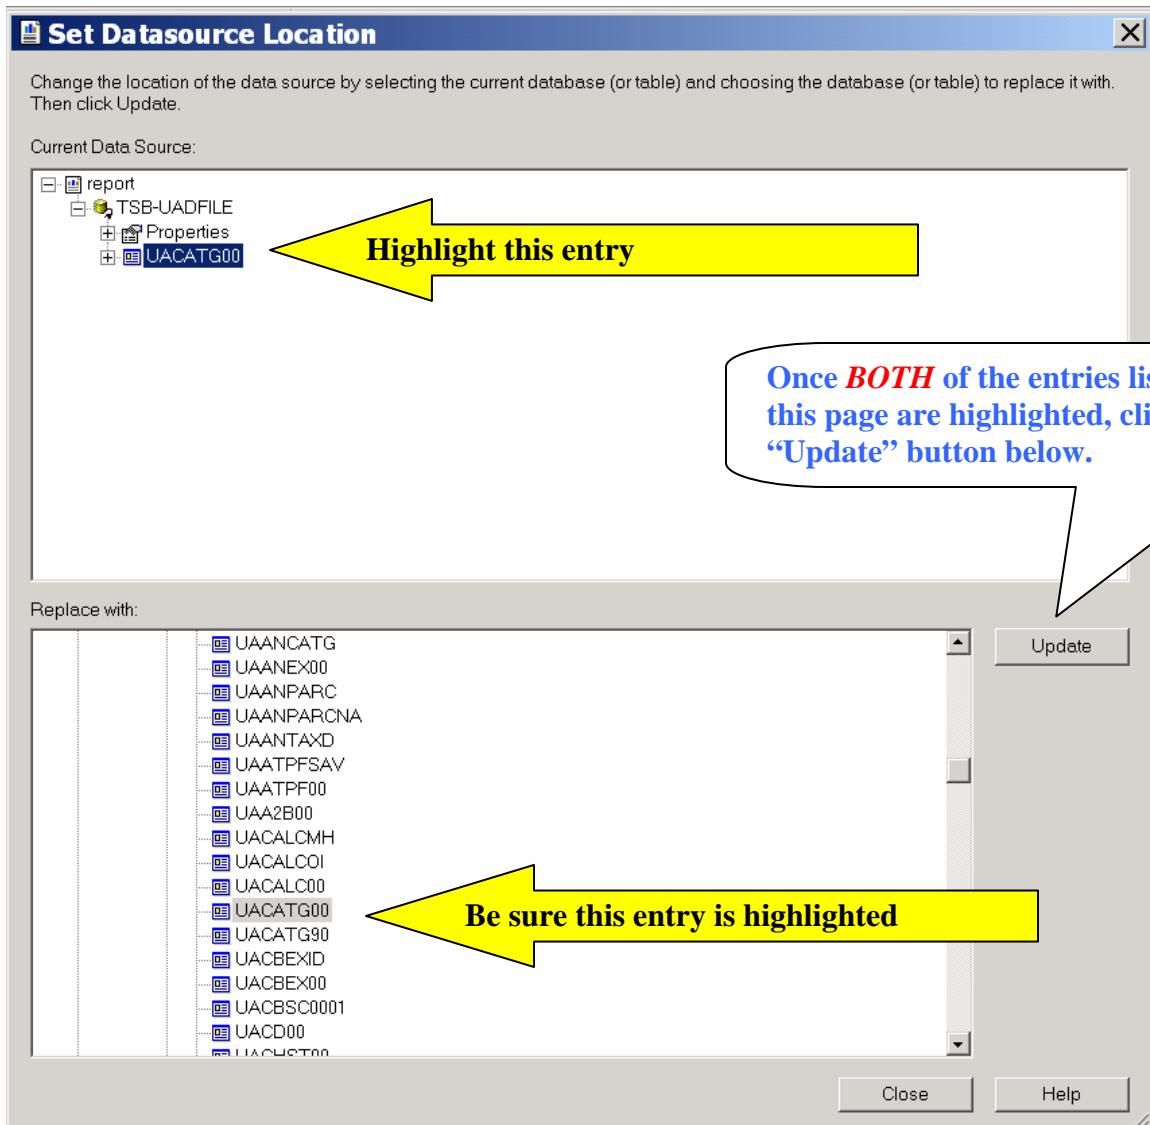 Set Datasource Location
Change the location of the data source by selecting the current database (or table) and choosing the database (or table) to replace it with.
Then click Update.
Current Data Source:
report
TSB-UADFILE
Properties
UACATG00
Highlight this entry
Once BOTH of the entries
this page are highlighted,
“Update” button below.
Replace with:
UAANCATG
UAANEX00
UAANPARC
UAANPARCNA
UAANTAXD
UAATPFSAV
UAATPF00
UAA2B00
UACALCMH
UACALCOI
UACALC00
UACATG00
UACATG90
UACBEXID
UACBEX00
UACBSC0001
UACD00
UACHST00
Update
Be sure this entry is highlighted
Close
Help